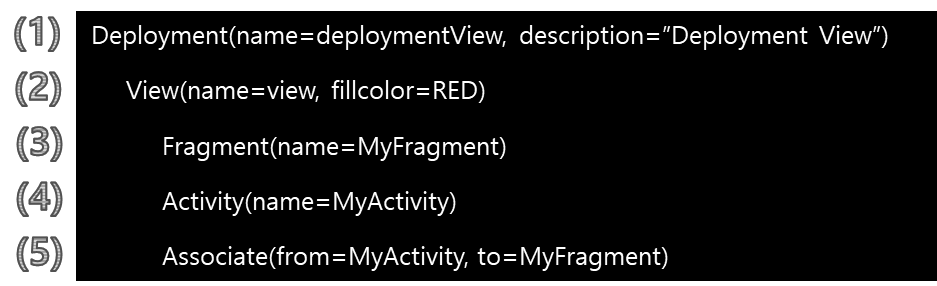 (1) Deployment(name=deploymentView, description=”Deployment View”)
(2) View(name=view, fillcolor=RED)
(3) Fragment(name=MyFragment)
(4) Activity(name=MyActivity)
(5) Associate(from=MyActivity, to=MyFragment)